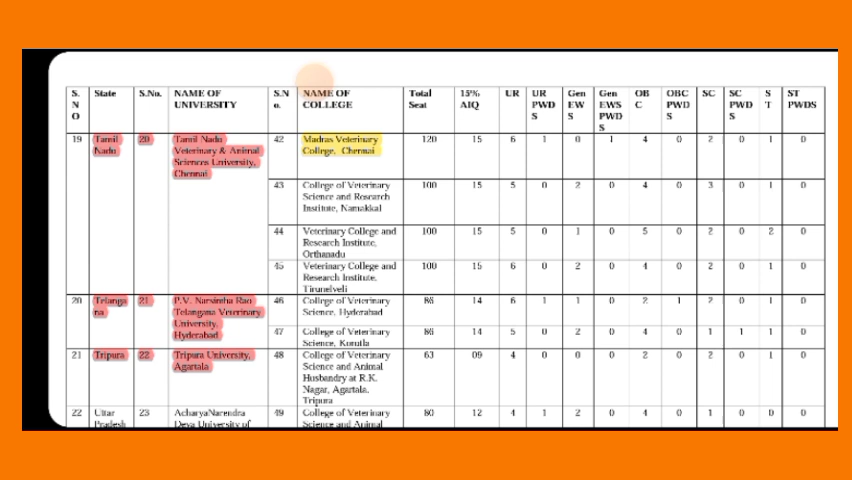 S. N O | State | S.No. | NAME OF UNIVERSITY | S.N o. | NAME OF COLLEGE | Total Seat | 15% AIQ | UR | UR PWD S | Gen EW S | Gen EWS PWD S | OB C | OBC PWD S | SC | SC PWD S | S T | ST PWDS
19 | Tamil Nadu | 20 | Tamil Nadu Veterinary & Animal Sciences University, Chennai | 42 | Madras Veterinary College, Chennai | 120 | 15 | 6 | 1 | 0 | 1 | 4 | 0 | 2 | 0 | 1 | 0
43 | College of Veterinary Science and Research Institute, Namakkal | 100 | 15 | 5 | 0 | 2 | 0 | 4 | 0 | 3 | 0 | 1 | 0
44 | Veterinary College and Research Institute, Orthanadu | 100 | 15 | 5 | 0 | 1 | 0 | 5 | 0 | 2 | 0 | 2 | 0
45 | Veterinary College and Research Institute, Tirunelveli | 100 | 15 | 6 | 0 | 2 | 0 | 4 | 0 | 2 | 0 | 1 | 0
20 | Telanga na | 21 | P.V. Narsimha Rao Telangana Veterinary University, Hyderabad | 46 | College of Veterinary Science, Hyderabad | 86 | 14 | 6 | 1 | 1 | 0 | 2 | 1 | 2 | 0 | 1 | 0
47 | College of Veterinary Science, Korutla | 86 | 14 | 5 | 0 | 2 | 0 | 4 | 0 | 1 | 1 | 1 | 0
21 | Tripura | 22 | Tripura University, Agartala | 48 | College of Veterinary Science and Animal Husbandry at R.K. Nagar, Agartala, Tripura | 63 | 09 | 4 | 0 | 0 | 0 | 2 | 0 | 2 | 0 | 1 | 0
22 | Uttar Pradesh | 23 | AcharyaNarendra Deva University of | 49 | College of Veterinary Science and Animal | 80 | 12 | 4 | 1 | 2 | 0 | 4 | 0 | 1 | 0 | 0 | 0